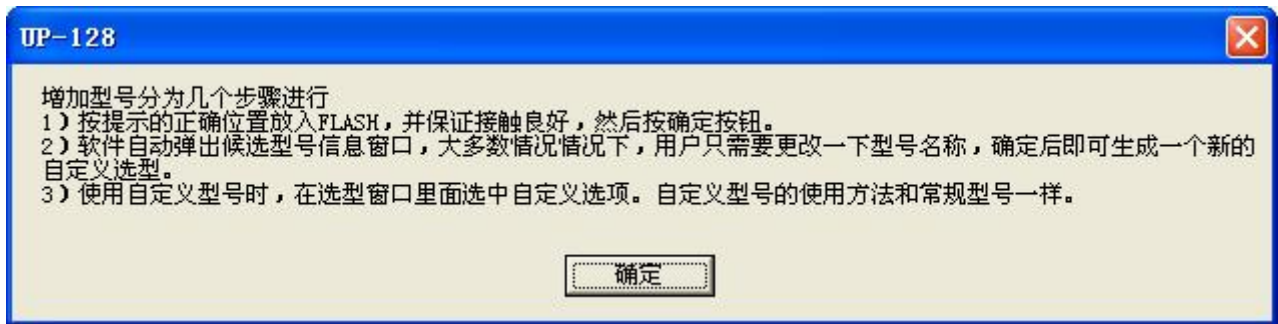 UP-128
增加型号分为几个步骤进行
1）按提示的正确位置放入FLASH，并保证接触良好，然后按确定按钮。
2）软件自动弹出候选型号信息窗口，大多数情况情况下，用户只需要更改一下型号名称，确定后即可生成一个新的
自定义选型。
3）使用自定义型号时，在选型窗口里面选中自定义选项。自定义型号的使用方法和常规型号一样。
确定